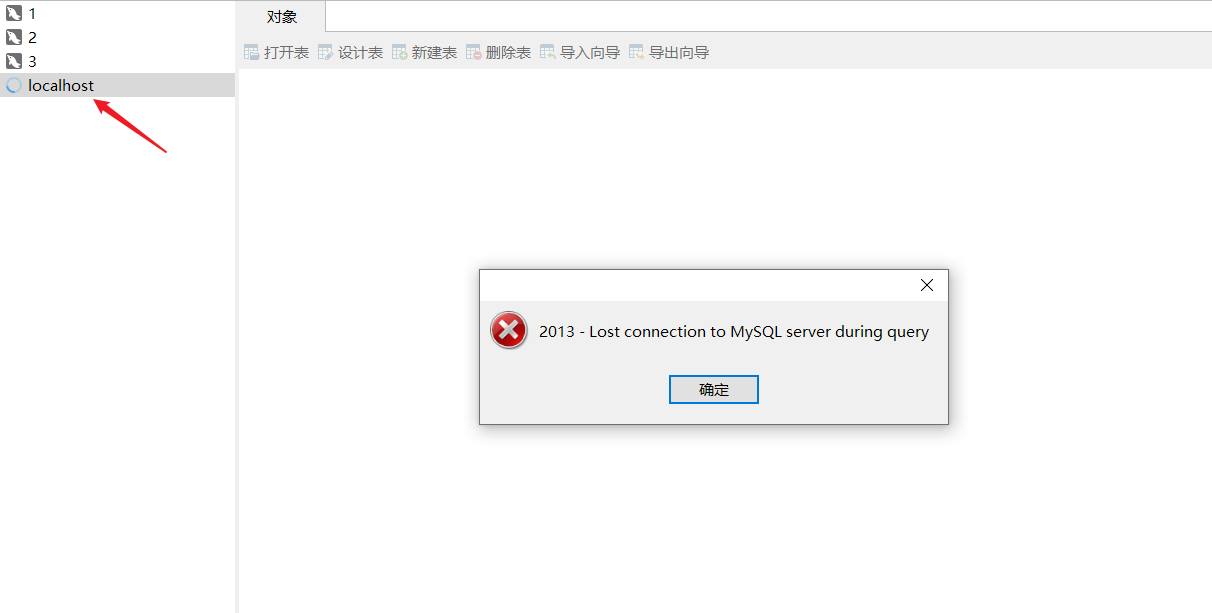 1
2
3
localhost
对象
打开表 设计表 新建表 删除表 导入向导 导出向导
2013 - Lost connection to MySQL server during query
确定